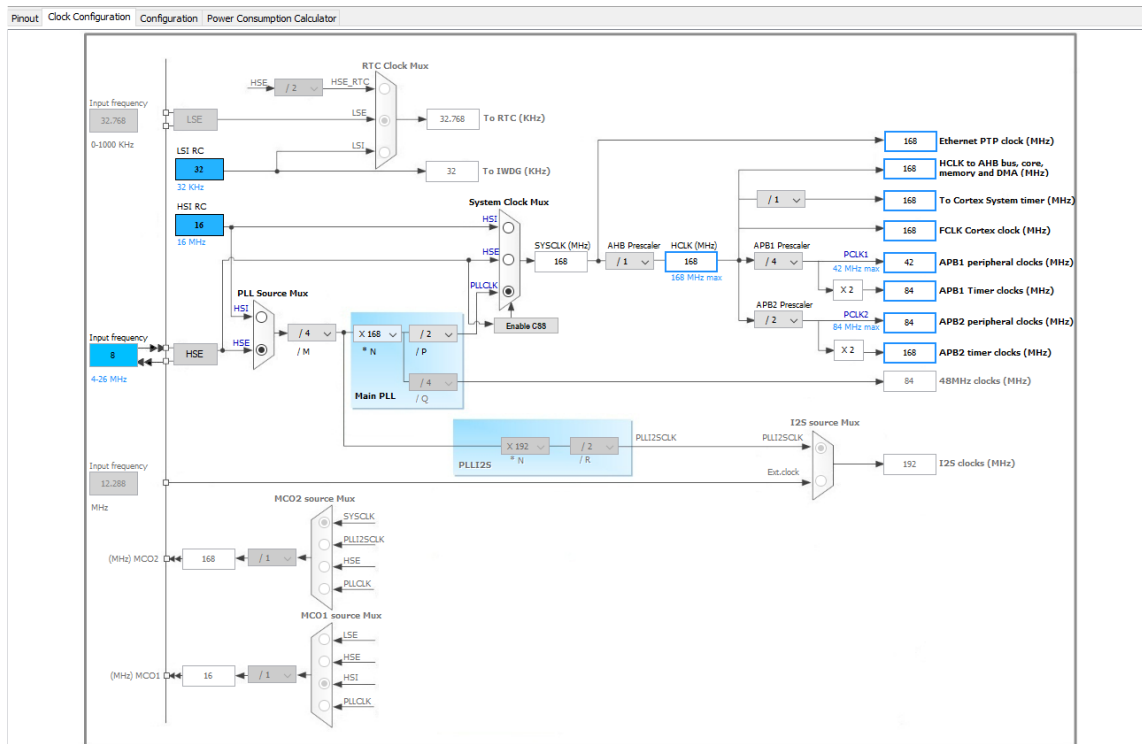 Pinout
Clock Configuration
Configuration
Power Consumption Calculator
RTC Clock Mux
HSE
/ 2
HSE_RTC
Input frequency
32.768
LSE
LSE
32.768
To RTC (KHz)
0-1000 KHz
LSI RC
LSI
32
32 KHz
32
To IWDG (KHz)
HSI RC
16
16 MHz
System Clock Mux
HSI
HSE
PLLCLK
Enable CSS
SYSCLK (MHz)
168
AHB Prescaler
/ 1
HCLK (MHz)
168
168 MHz max
168
Ethernet PTP clock (MHz)
168
HCLK to AHB bus, core,
memory and DMA (MHz)
/ 1
168
To Cortex System timer (MHz)
168
FCLK Cortex clock (MHz)
APB1 Prescaler
/ 4
PCLK1
42 MHz max
42
APB1 peripheral clocks (MHz)
X 2
84
APB1 Timer clocks (MHz)
APB2 Prescaler
/ 2
PCLK2
84 MHz max
84
APB2 peripheral clocks (MHz)
X 2
168
APB2 timer clocks (MHz)
84
48MHz clocks (MHz)
PLL Source Mux
HSI
HSE
Input frequency
8
HSE
4-26 MHz
/ 4
/ M
X 168
* N
/ 2
/ P
/ 4
/ Q
Main PLL
X 192
* N
/ 2
/ R
PLLI2S
PLLI2SCLK
I2S source Mux
PLLI2SCLK
Ext.clock
192
I2S clocks (MHz)
Input frequency
12.288
MHz
MCO2 source Mux
SYSCLK
PLLI2SCLK
HSE
PLLCLK
(MHz) MCO2
168
/ 1
MCO1 source Mux
LSE
HSE
HSI
PLLCLK
(MHz) MCO1
16
/ 1